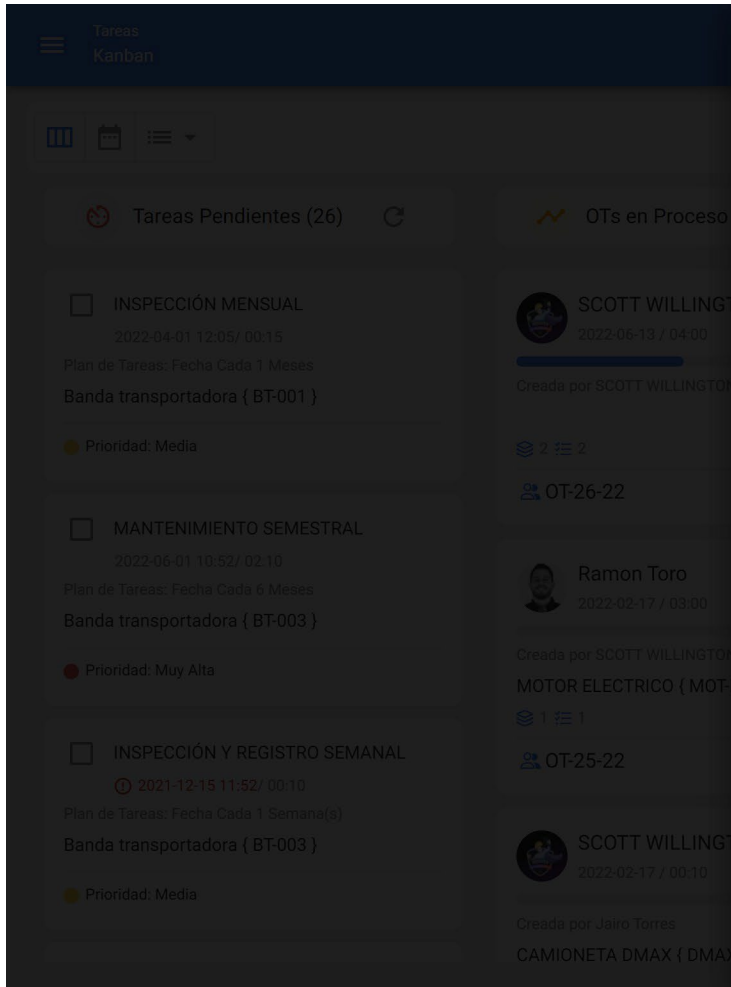 Tareas
Kanban
Tareas Pendientes (26)
INSPECCIÓN MENSUAL
2022-04-01 12:05/ 00:15
Plan de Tareas: Fecha Cada 1 Meses
Banda transportadora { BT-001 }
Prioridad: Media
MANTENIMIENTO SEMESTRAL
2022-06-01 10:52/ 02:10
Plan de Tareas: Fecha Cada 6 Meses
Banda transportadora { BT-003 }
Prioridad: Muy Alta
INSPECCIÓN Y REGISTRO SEMANAL
2021-12-15 11:52/ 00:10
Plan de Tareas: Fecha Cada 1 Semana(s)
Banda transportadora { BT-003 }
Prioridad: Media
OTs en Proceso
SCOTT WILLINGT
2022-06-13 / 04:00
Creada por SCOTT WILLINGTON
2 2
OT-26-22
Ramon Toro
2022-02-17 / 03:00
Creada por SCOTT WILLINGTON
MOTOR ELECTRICO { MOT-
1 1
OT-25-22
SCOTT WILLINGT
2022-02-17 / 00:10
Creada por Jairo Torres
CAMIONETA DMAX { DMAX